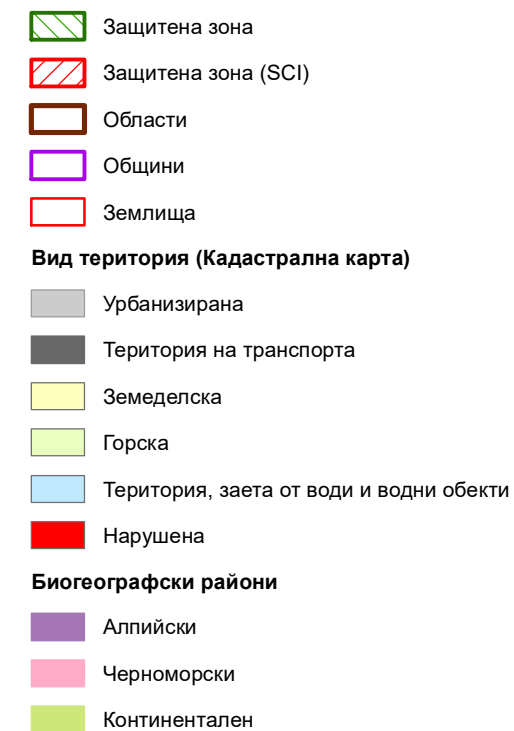 Защитена зона
Защитена зона (SCI)
Области
Общини
Землища
Вид територия (Кадастрална карта)
Урбанизирана
Територия на транспорта
Земеделска
Горска
Територия, заета от води и водни обекти
Нарушена
Биогеографски райони
Алпийски
Черноморски
Континентален